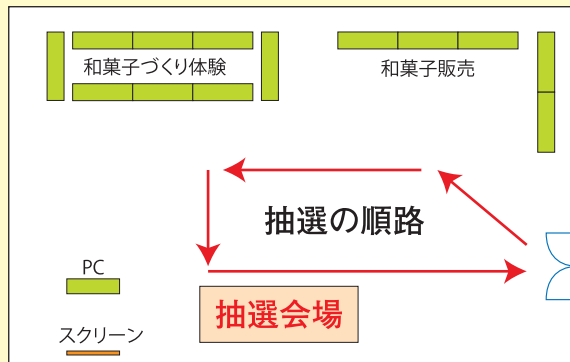 和菓子づくり体験
和菓子販売
抽選の順路
PC
抽選会場
スクリーン